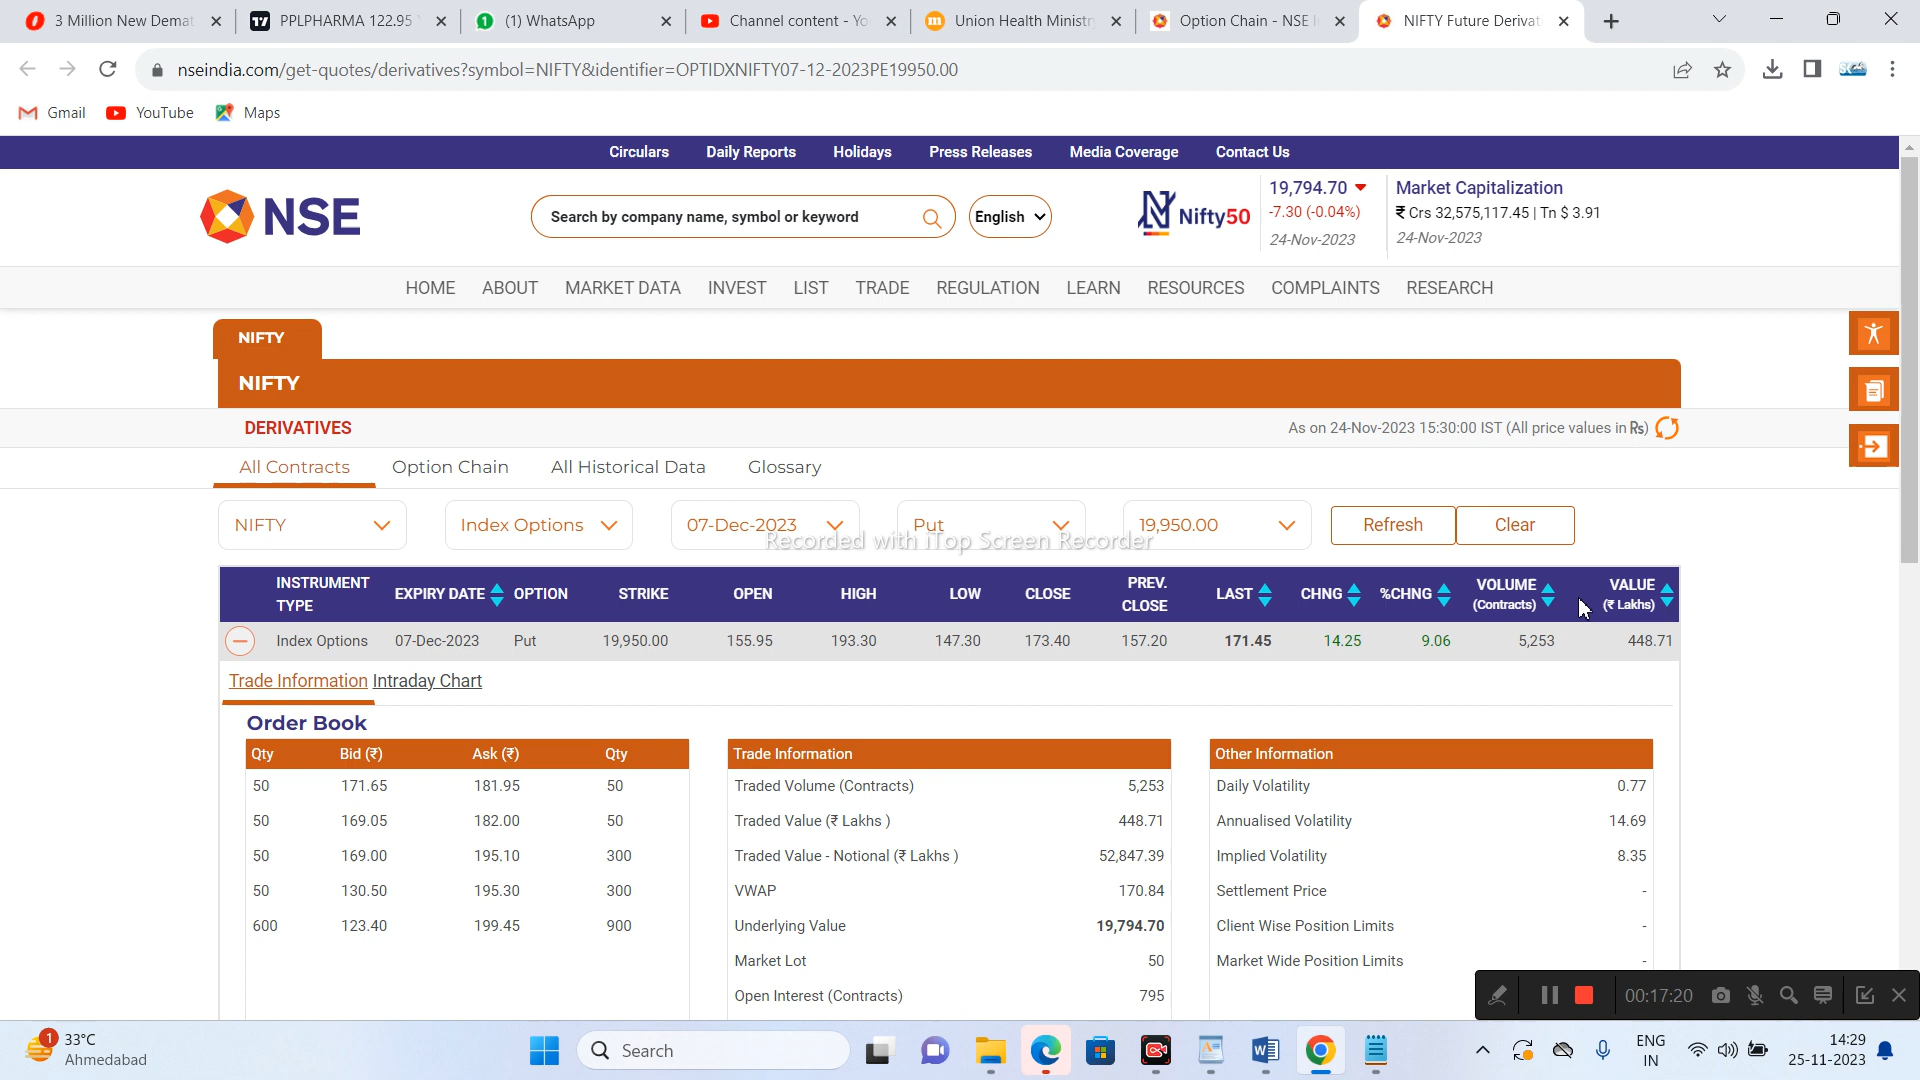 3 Million New Demat
PPLPHARMA 122.95
(1) WhatsApp
Channel content - Yo
Union Health Ministr
Option Chain - NSE I
NIFTY Future Derivat
nseindia.com/get-quotes/derivatives?symbol=NIFTY&identifier=OPTIDXNIFTY07-12-2023PE19950.00
Gmail YouTube Maps
Circulars Daily Reports Holidays Press Releases Media Coverage Contact Us
NSE
Search by company name, symbol or keyword
English
Nifty50
19,794.70
-7.30 (-0.04%)
24-Nov-2023
Market Capitalization
₹ Crs 32,575,117.45 | Tn $ 3.91
24-Nov-2023
HOME ABOUT MARKET DATA INVEST LIST TRADE REGULATION LEARN RESOURCES COMPLAINTS RESEARCH
NIFTY
NIFTY
DERIVATIVES
As on 24-Nov-2023 15:30:00 IST (All price values in Rs)
All Contracts Option Chain All Historical Data Glossary
NIFTY Index Options 07-Dec-2023 Put 19,950.00 Refresh Clear
Recorded with iTop Screen Recorder
INSTRUMENT TYPE EXPIRY DATE OPTION STRIKE OPEN HIGH LOW CLOSE PREV. CLOSE LAST CHNG %CHNG VOLUME (Contracts) VALUE (₹ Lakhs)
Index Options 07-Dec-2023 Put 19,950.00 155.95 193.30 147.30 173.40 157.20 171.45 14.25 9.06 5,253 448.71
Trade Information Intraday Chart
Order Book
Qty Bid (₹) Ask (₹) Qty
50 171.65 181.95 50
50 169.05 182.00 50
50 169.00 195.10 300
50 130.50 195.30 300
600 123.40 199.45 900
Trade Information
Traded Volume (Contracts) 5,253
Traded Value (₹ Lakhs ) 448.71
Traded Value - Notional (₹ Lakhs ) 52,847.39
VWAP 170.84
Underlying Value 19,794.70
Market Lot 50
Open Interest (Contracts) 795
Other Information
Daily Volatility 0.77
Annualised Volatility 14.69
Implied Volatility 8.35
Settlement Price -
Client Wise Position Limits -
Market Wide Position Limits -
00:17:20
1
33°C
Ahmedabad
Search
ENG
IN
14:29
25-11-2023